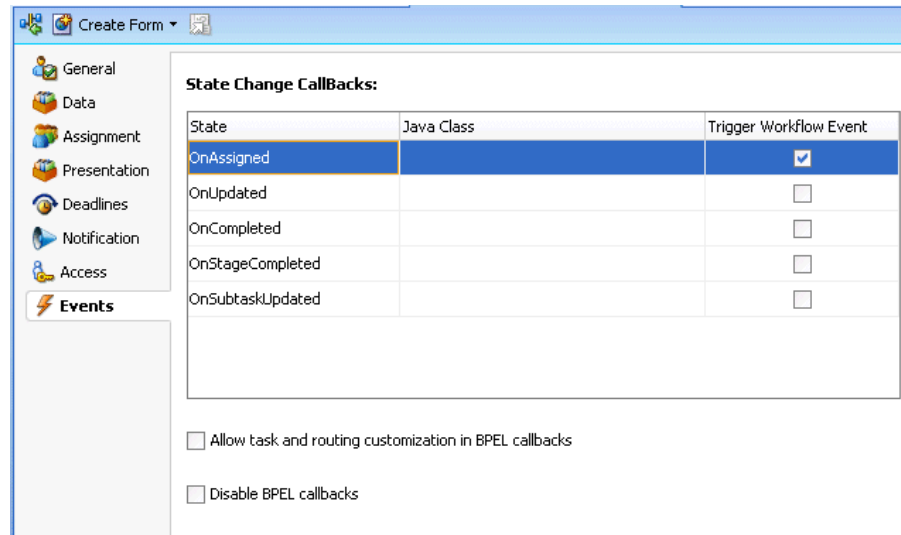 Create Form
General
Data
Assignment
Presentation
Deadlines
Notification
Access
Events
State Change CallBacks:
State Java Class Trigger Workflow Event
OnAssigned
OnUpdated
OnCompleted
OnStageCompleted
OnSubtaskUpdated
Allow task and routing customization in BPEL callbacks
Disable BPEL callbacks